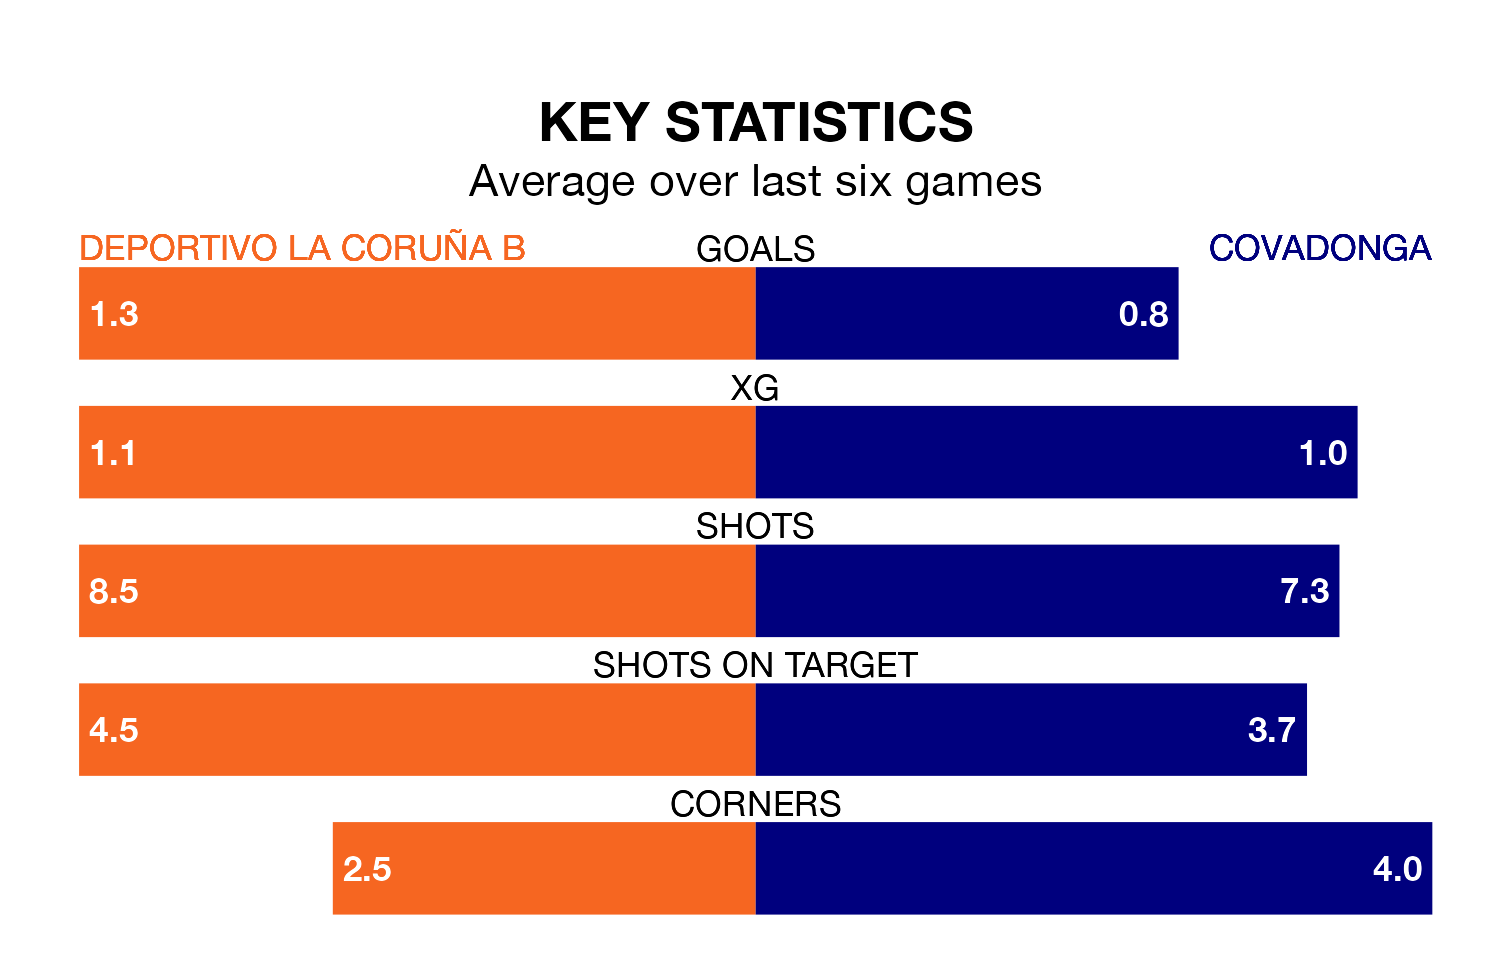 KEY STATISTICS
Average over last six games
DEPORTIVO LA CORUÑA B GOALS COVADONGA
1.3 0.8
XG
1.1 1.0
SHOTS
8.5 7.3
SHOTS ON TARGET
4.5 3.7
CORNERS
2.5 4.0